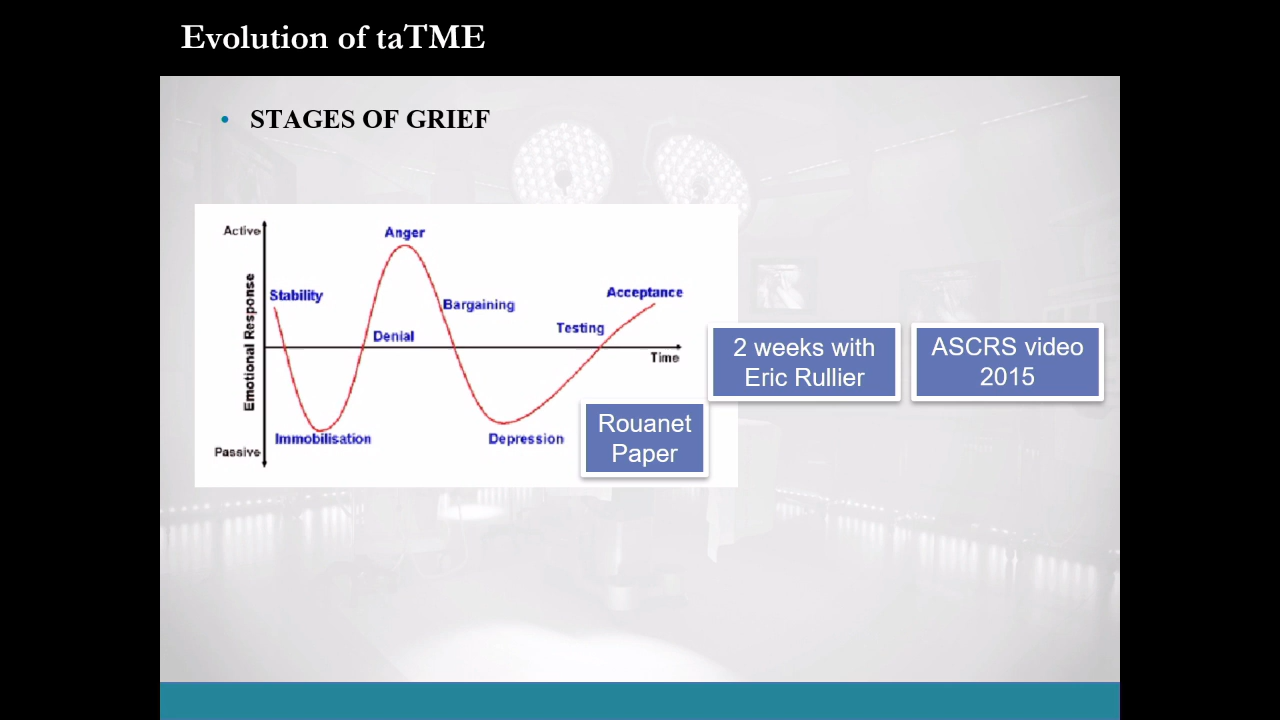 Evolution of taTME
• STAGES OF GRIEF
Active
Anger
Stability
Bargaining
Acceptance
Denial
Testing
Emotional Response
Time
Immobilisation
Depression
Passive
2 weeks with
Eric Rullier
ASCRS video
2015
Rouanet
Paper